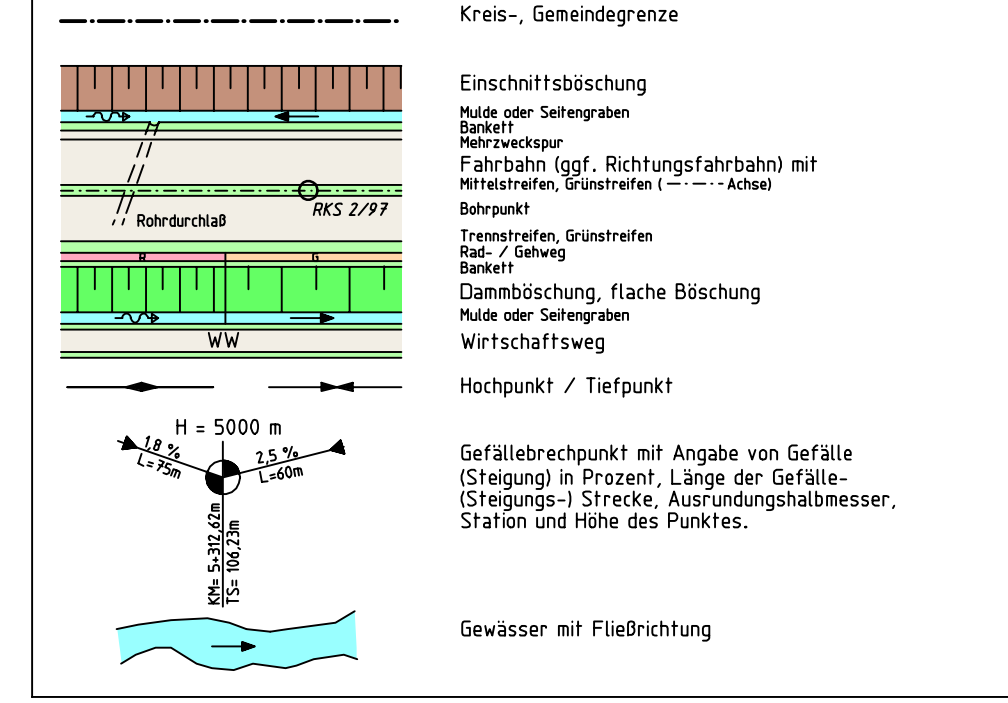 Kreis-, Gemeindegrenze
Einschnittsböschung
Mulde oder Seitengraben
Bankett
Mehrzweckspur
Fahrbahn (ggf. Richtungsfahrbahn) mit
Mittelstreifen, Grünstreifen ( Achse)
RKS 2/97
Bohrpunkt
Rohrdurchlaß
Trennstreifen, Grünstreifen
R G
Rad- / Gehweg
Bankett
Dammböschung, flache Böschung
Mulde oder Seitengraben
WW
Wirtschaftsweg
Hochpunkt / Tiefpunkt
H = 5000 m
1,8 %
L=75m
2,5 %
L=60m
KM= 5+312,62m
TS= 106,23m
Gefällebrechpunkt mit Angabe von Gefälle
(Steigung) in Prozent, Länge der Gefälle-
(Steigungs-) Strecke, Ausrundungshalbmesser,
Station und Höhe des Punktes.
Gewässer mit Fließrichtung